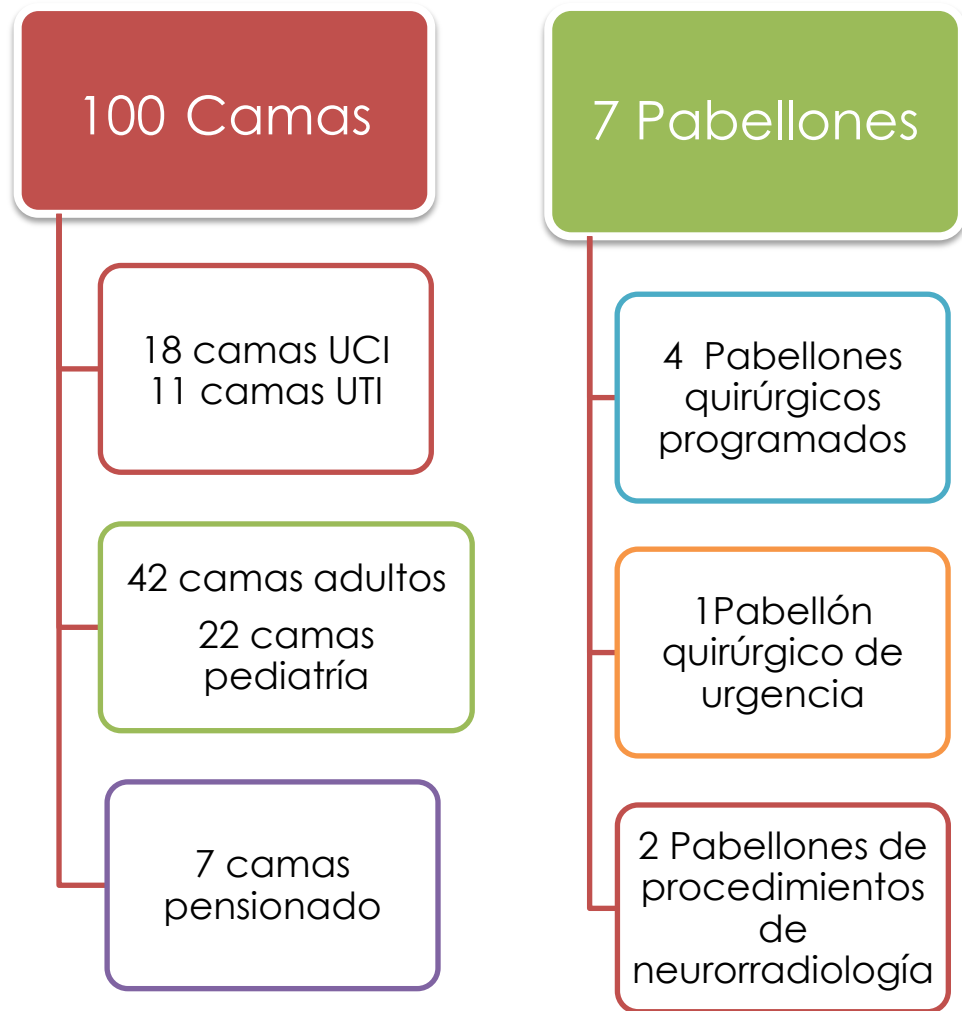 100 Camas
18 camas UCI
11 camas UTI
42 camas adultos
22 camas
pediatría
7 camas
pensionado
7 Pabellones
4 Pabellones
quirúrgicos
programados
1Pabellón
quirúrgico de
urgencia
2 Pabellones de
procedimientos
de
neurorradiología